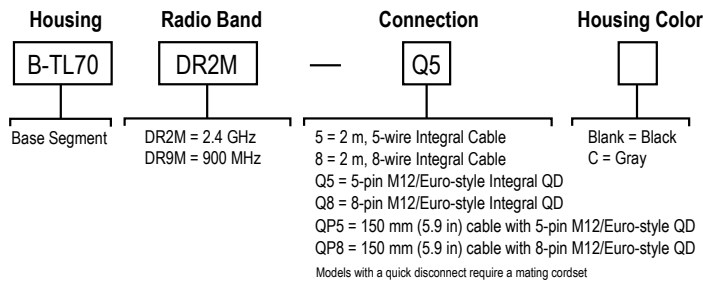 Housing Radio Band Connection Housing Color
B-TL70 DR2M — Q5
Base Segment
DR2M = 2.4 GHz
DR9M = 900 MHz
5 = 2 m, 5-wire Integral Cable
8 = 2 m, 8-wire Integral Cable
Q5 = 5-pin M12/Euro-style Integral QD
Q8 = 8-pin M12/Euro-style Integral QD
QP5 = 150 mm (5.9 in) cable with 5-pin M12/Euro-style QD
QP8 = 150 mm (5.9 in) cable with 8-pin M12/Euro-style QD
Models with a quick disconnect require a mating cordset
Blank = Black
C = Gray